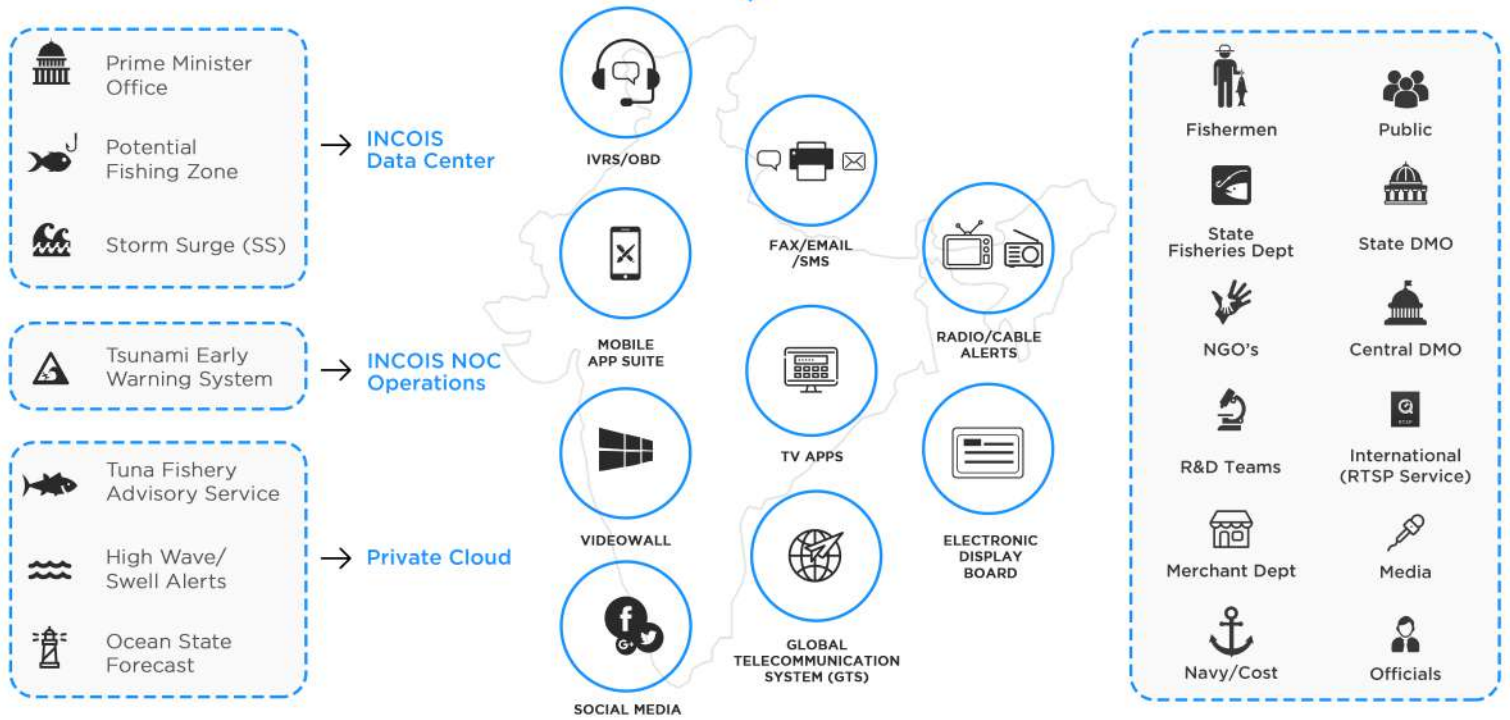 Prime Minister
Office
Potential
Fishing Zone
Storm Surge (SS)
INCOIS
Data Center
Tsunami Early
Warning System
INCOIS NOC
Operations
Tuna Fishery
Advisory Service
High Wave/
Swell Alerts
Ocean State
Forecast
Private Cloud
IVRS/OBD
MOBILE
APP SUITE
VIDEOWALL
SOCIAL MEDIA
f
G+
FAX/EMAIL
/SMS
TV APPS
GLOBAL
TELECOMMUNICATION
SYSTEM (GTS)
RADIO/CABLE
ALERTS
ELECTRONIC
DISPLAY
BOARD
Fishermen
Public
State
Fisheries Dept
State DMO
NGO's
Central DMO
R&D Teams
RTSP
International
(RTSP Service)
Merchant Dept
Media
Navy/Cost
Officials